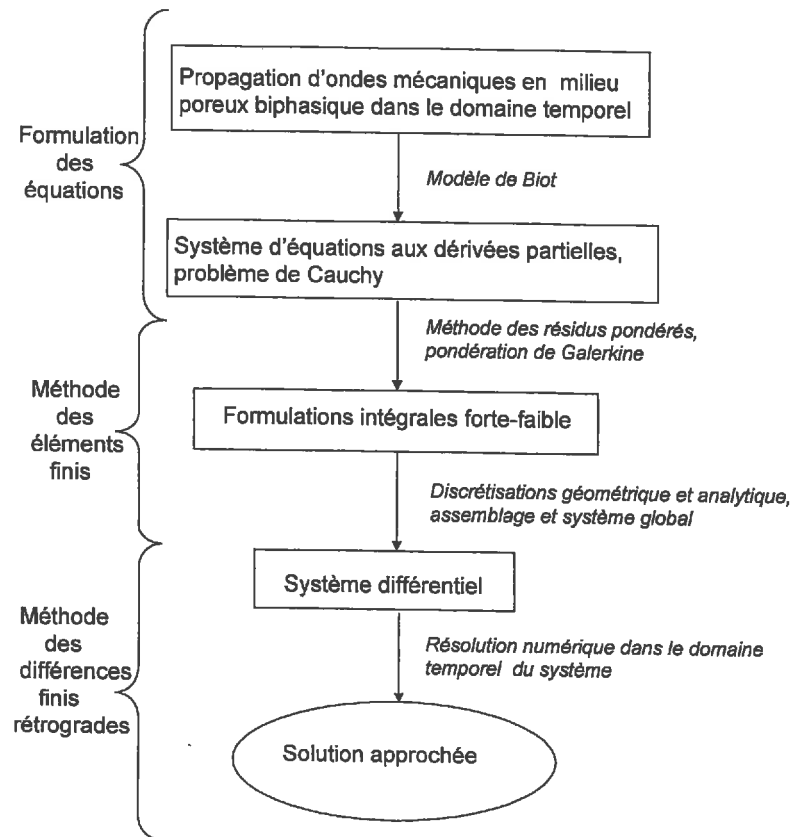 Propagation d'ondes mécaniques en milieu
poreux biphasique dans le domaine temporel
Formulation
des
équations
Modèle de Biot
Système d'équations aux dérivées partielles,
problème de Cauchy
Méthode des résidus pondérés,
pondération de Galerkine
Méthode
des
éléments
finis
Formulations intégrales forte-faible
Discrétisations géométrique et analytique,
assemblage et système global
Système différentiel
Méthode
des
différences
finis
rétrogrades
Résolution numérique dans le domaine
temporel du système
Solution approchée